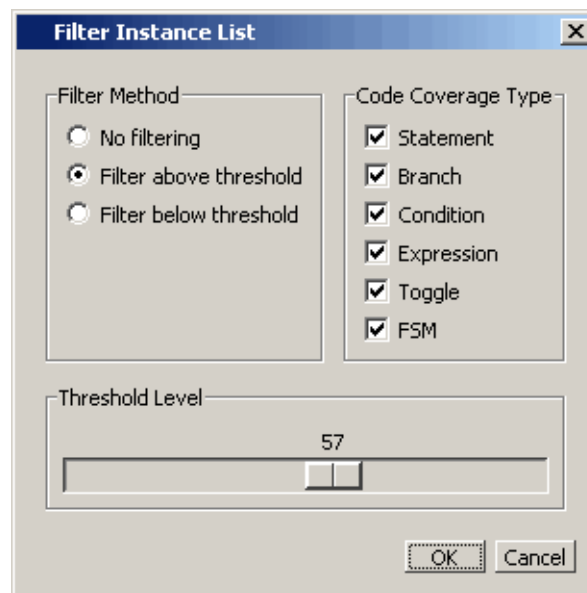 Filter Instance List
Filter Method
No filtering
Filter above threshold
Filter below threshold
Code Coverage Type
Statement
Branch
Condition
Expression
Toggle
FSM
Threshold Level
57
OK
Cancel